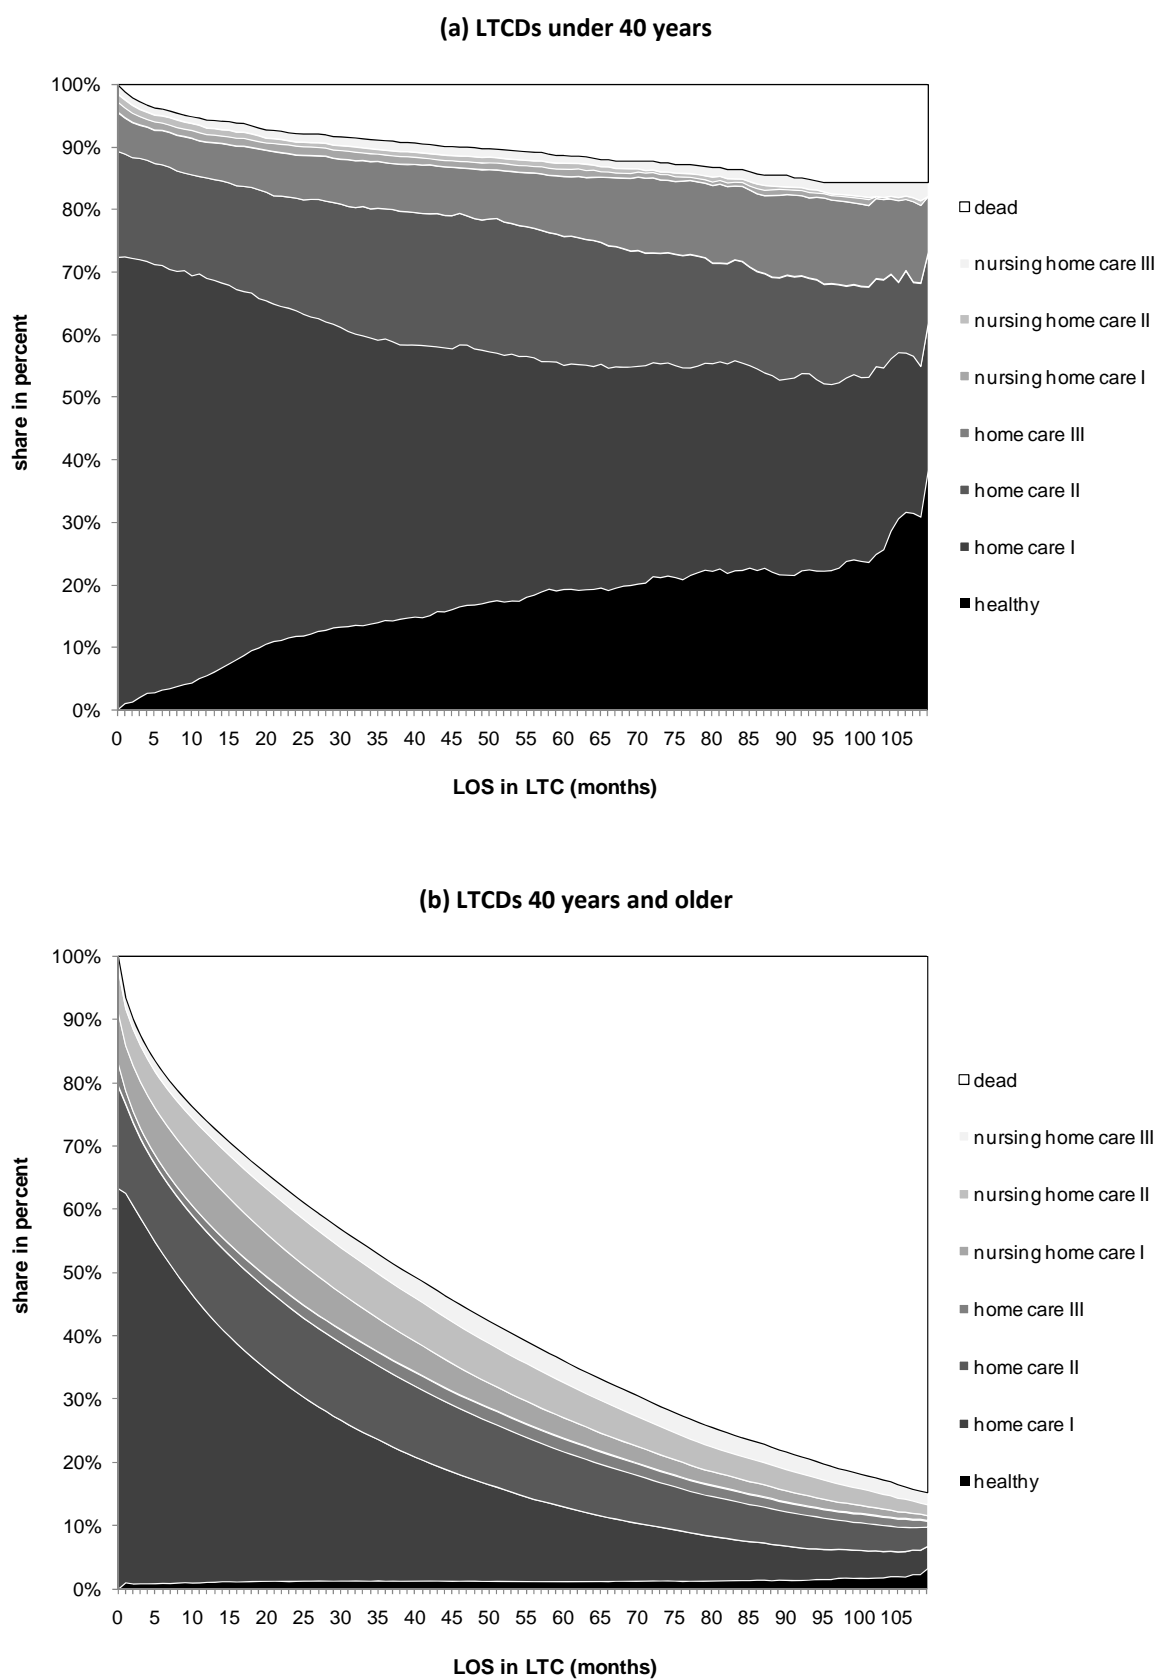 (a) LTCDs under 40 years
100%
90%
80%
70%
60%
50%
40%
30%
20%
10%
0%
share in percent
0 5 10 15 20 25 30 35 40 45 50 55 60 65 70 75 80 85 90 95 100 105
LOS in LTC (months)
dead
nursing home care III
nursing home care II
nursing home care I
home care III
home care II
home care I
healthy
(b) LTCDs 40 years and older
100%
90%
80%
70%
60%
50%
40%
30%
20%
10%
0%
share in percent
0 5 10 15 20 25 30 35 40 45 50 55 60 65 70 75 80 85 90 95 100 105
LOS in LTC (months)
dead
nursing home care III
nursing home care II
nursing home care I
home care III
home care II
home care I
healthy